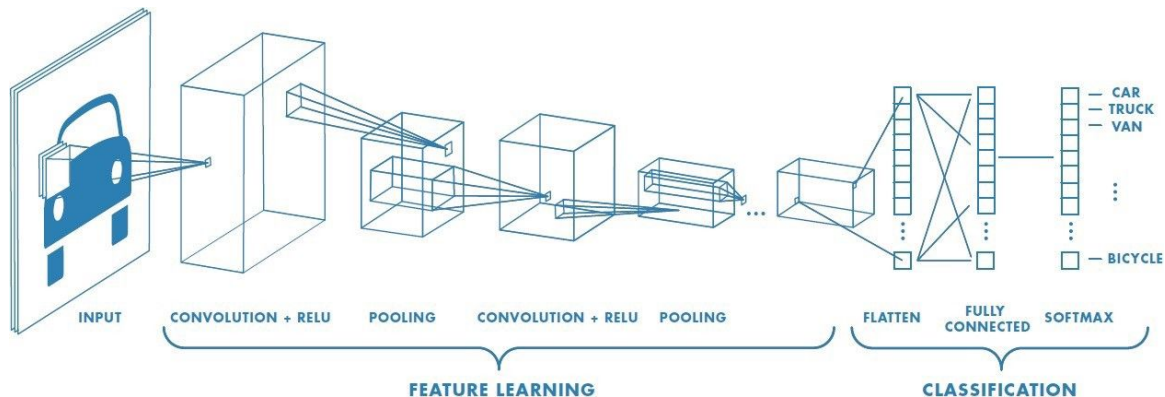 CAR
TRUCK
VAN
BICYCLE
INPUT
CONVOLUTION + RELU
POOLING
CONVOLUTION + RELU
POOLING
FLATTEN
FULLY
CONNECTED
SOFTMAX
FEATURE LEARNING
CLASSIFICATION